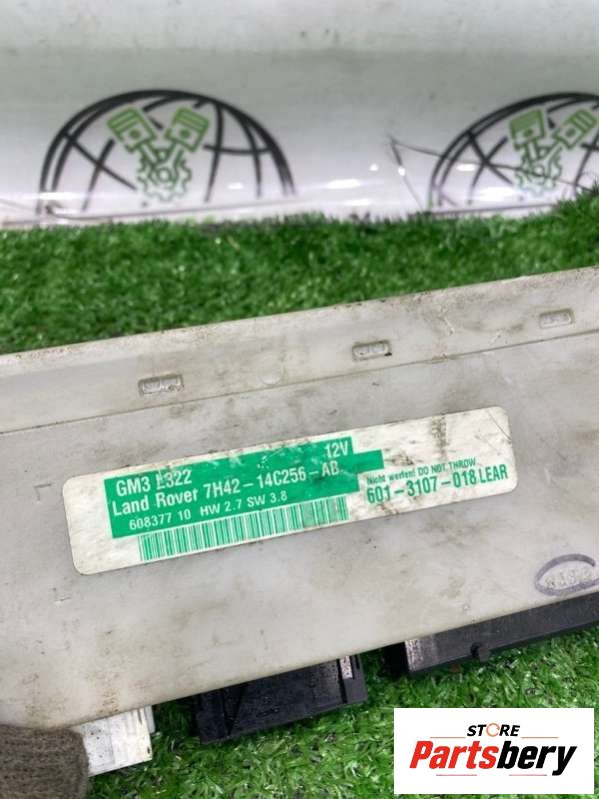 GM3 L322 12V
Land Rover 7H42-14C256-AB
608377 10 HW 2.7 SW 3.8
Nicht werfen! DO NOT THROW
601-3107-018 LEAR
STORE
Partsbery